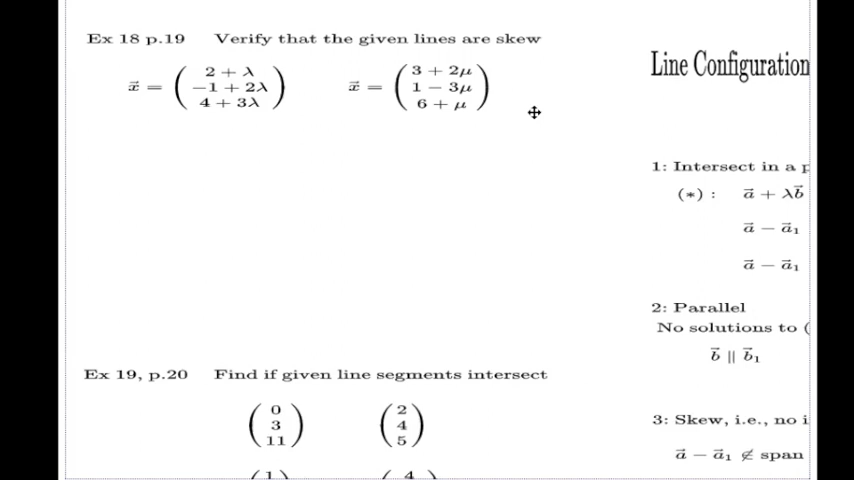 Ex 18 p.19 Verify that the given lines are skew
x⃗ = ( 2 + λ
−1 + 2λ
4 + 3λ )
x⃗ = ( 3 + 2μ
1 − 3μ
6 + μ )
Ex 19, p.20 Find if given line segments intersect
( 0
3
11 )
( 2
4
5 )
( 1
( 4 )
Line Configuration
1: Intersect in a p
(∗) : a⃗ + λb⃗
a⃗ − a⃗₁
a⃗ − a⃗₁
2: Parallel
No solutions to (
b⃗ || b⃗₁
3: Skew, i.e., no i
a⃗ − a⃗₁ ∉ span